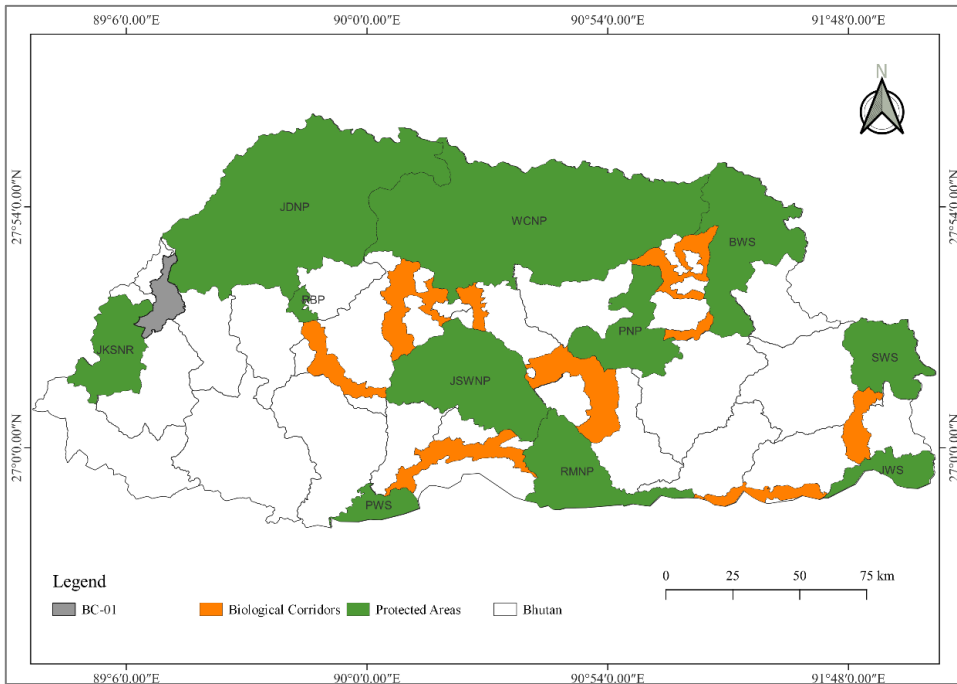 89°6'0.00"E 90°0'0.00"E 90°54'0.00"E 91°48'0.00"E
N
27°54'0.00"N 27°54'0.00"N
JDNP
WCNP
BWS
RBP
PNP
JKSNR
SWS
JSWNP
27°0'0.00"N 27°0'0.00"N
RMNP
JWS
PWS
Legend
0 25 50 75 km
BC-01 Biological Corridors Protected Areas Bhutan
89°6'0.00"E 90°0'0.00"E 90°54'0.00"E 91°48'0.00"E